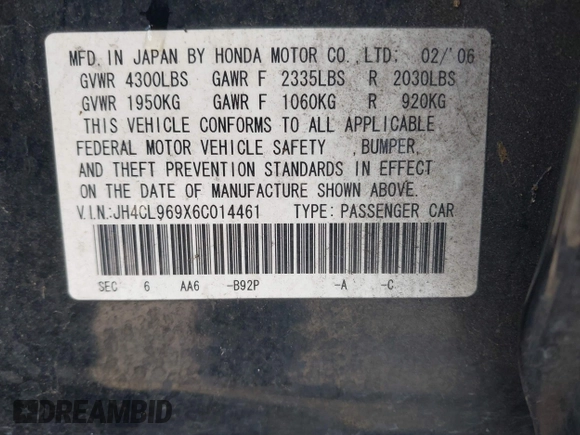 MFD. IN JAPAN BY HONDA MOTOR CO., LTD: 02/'06
GVWR 4300LBS GAWR F 2335LBS R 2030LBS
GVWR 1950KG GAWR F 1060KG R 920KG
THIS VEHICLE CONFORMS TO ALL APPLICABLE
FEDERAL MOTOR VEHICLE SAFETY ,BUMPER,
AND THEFT PREVENTION STANDARDS IN EFFECT
ON THE DATE OF MANUFACTURE SHOWN ABOVE.
V.I.N.:JH4CL969X6C014461 TYPE: PASSENGER CAR
SEC 6 AA6 -B92P -A -C
DREAMBID